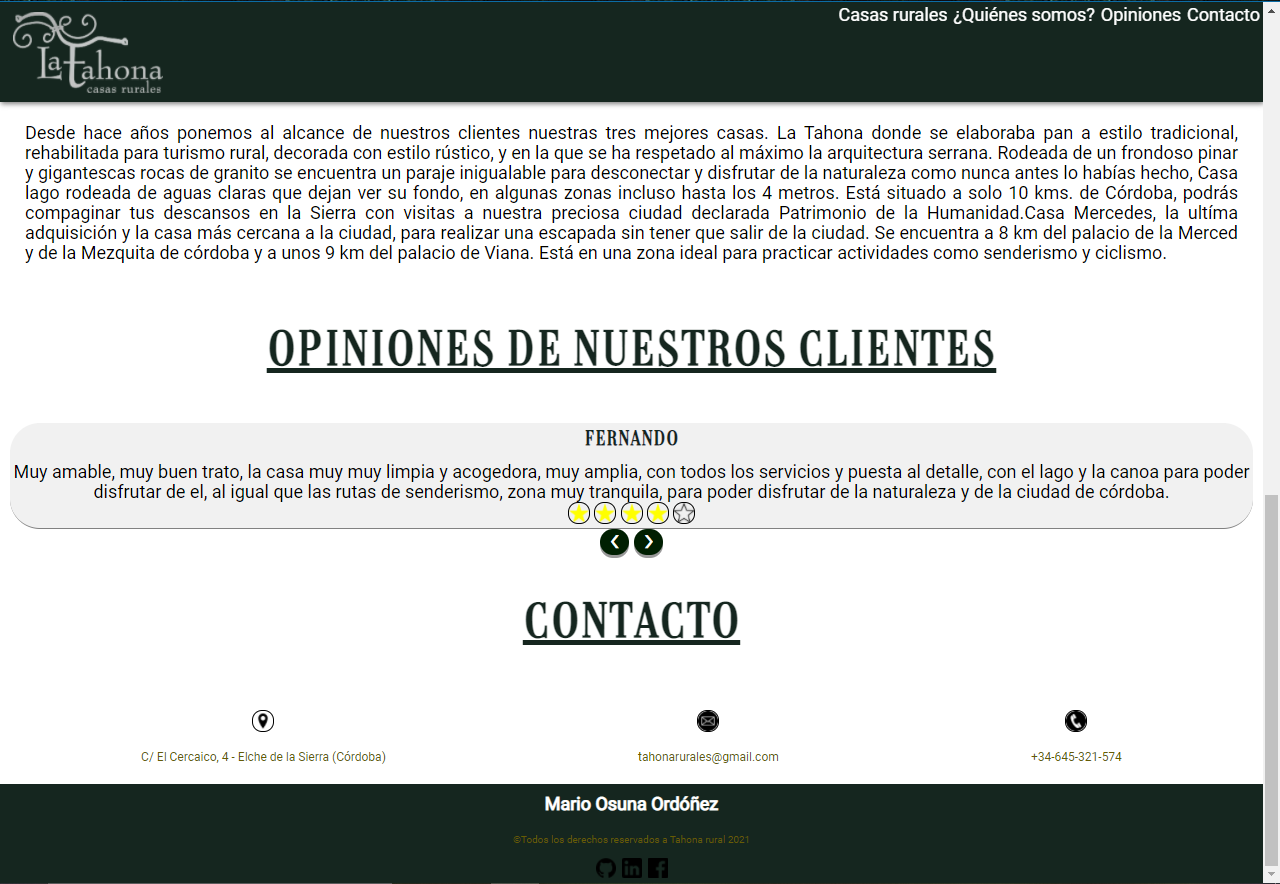 La Tahona
casas rurales
Casas rurales ¿Quiénes somos? Opiniones Contacto
Desde hace años ponemos al alcance de nuestros clientes nuestras tres mejores casas. La Tahona donde se elaboraba pan a estilo tradicional,
rehabilitada para turismo rural, decorada con estilo rústico, y en la que se ha respetado al máximo la arquitectura serrana. Rodeada de un frondoso pinar
y gigantescas rocas de granito se encuentra un paraje inigualable para desconectar y disfrutar de la naturaleza como nunca antes lo habías hecho, Casa
lago rodeada de aguas claras que dejan ver su fondo, en algunas zonas incluso hasta los 4 metros. Está situado a solo 10 kms. de Córdoba, podrás
compaginar tus descansos en la Sierra con visitas a nuestra preciosa ciudad declarada Patrimonio de la Humanidad.Casa Mercedes, la ultíma
adquisición y la casa más cercana a la ciudad, para realizar una escapada sin tener que salir de la ciudad. Se encuentra a 8 km del palacio de la Merced
y de la Mezquita de córdoba y a unos 9 km del palacio de Viana. Está en una zona ideal para practicar actividades como senderismo y ciclismo.
OPINIONES DE NUESTROS CLIENTES
FERNANDO
Muy amable, muy buen trato, la casa muy muy limpia y acogedora, muy amplia, con todos los servicios y puesta al detalle, con el lago y la canoa para poder
disfrutar de el, al igual que las rutas de senderismo, zona muy tranquila, para poder disfrutar de la naturaleza y de la ciudad de córdoba.
CONTACTO
C/ El Cercaico, 4 - Elche de la Sierra (Córdoba)
tahonarurales@gmail.com
+34-645-321-574
Mario Osuna Ordóñez
©Todos los derechos reservados a Tahona rural 2021